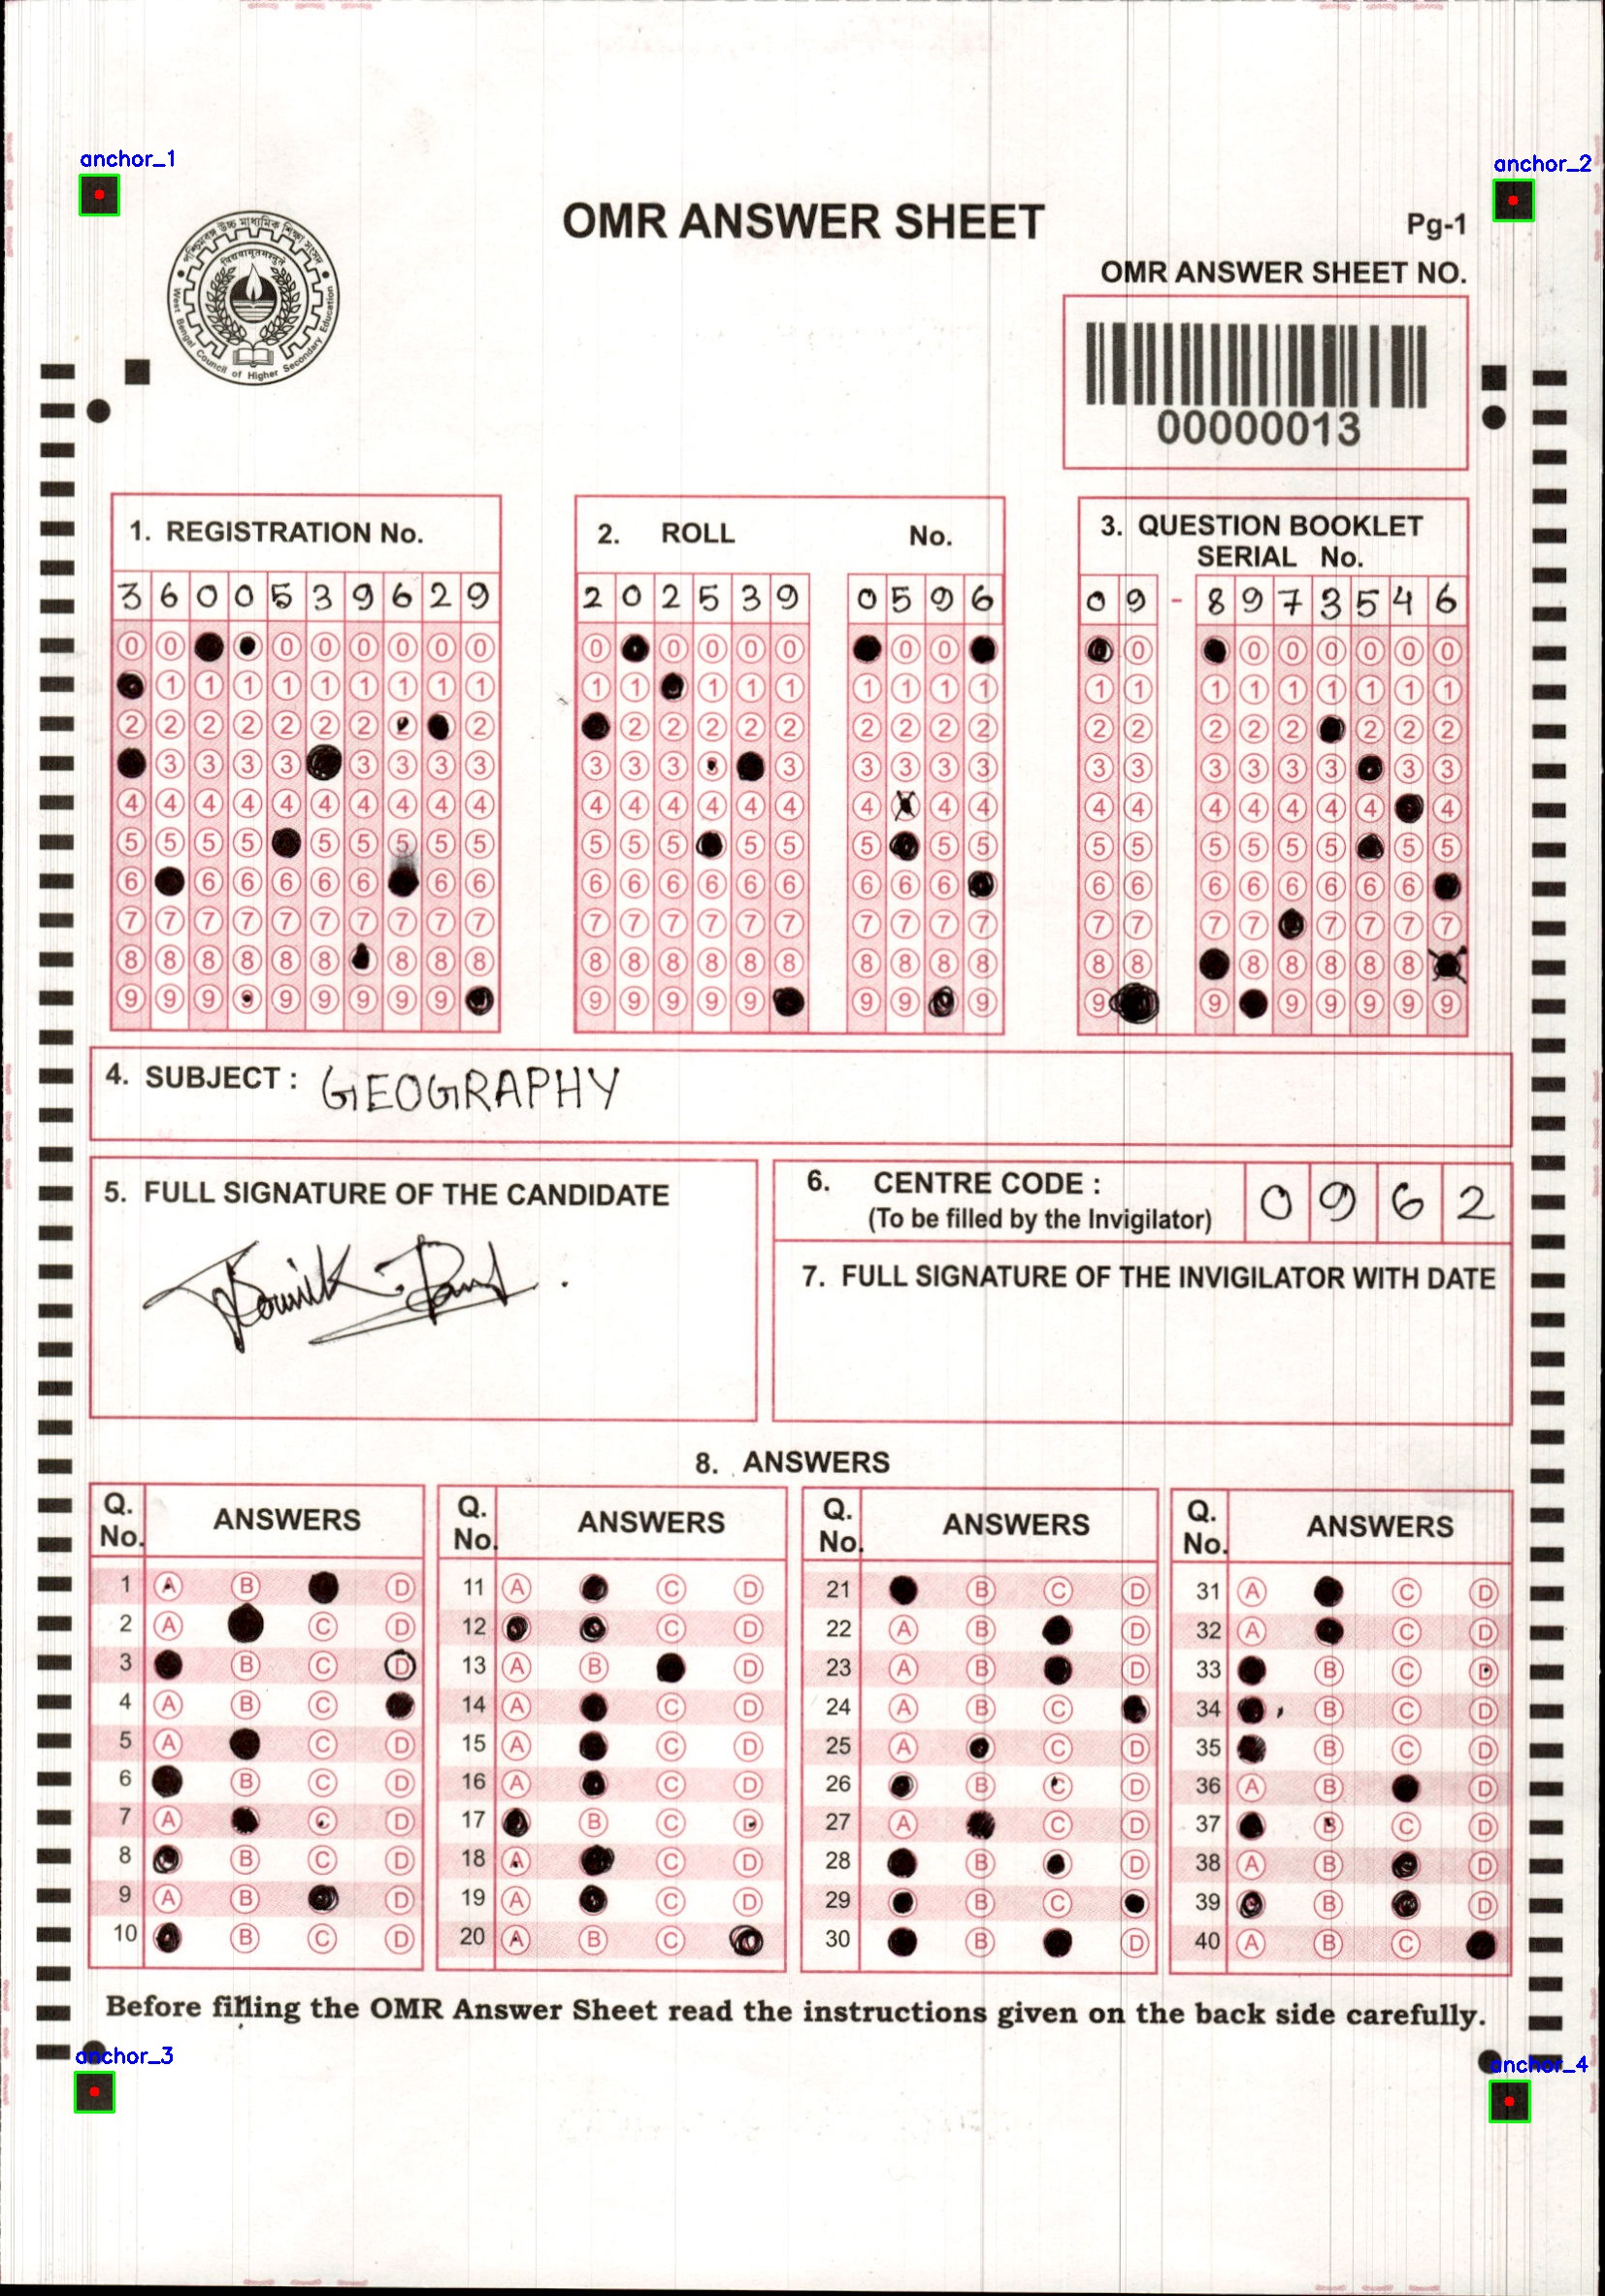 anchor_1
anchor_2
OMR ANSWER SHEET
Pg-1
পশ্চিমবঙ্গ উচ্চ মাধ্যমিক শিক্ষা সংসদ
West Bengal Council of Higher Secondary Education
OMR ANSWER SHEET NO.
00000013
1. REGISTRATION No.
3 6 0 0 5 3 9 6 2 9
2. ROLL No.
2 0 2 5 3 9 0 5 9 6
3. QUESTION BOOKLET
SERIAL No.
0 9 - 8 9 7 3 5 4 6
4. SUBJECT : GEOGRAPHY
5. FULL SIGNATURE OF THE CANDIDATE
6. CENTRE CODE : 0 9 6 2
(To be filled by the Invigilator)
7. FULL SIGNATURE OF THE INVIGILATOR WITH DATE
8. ANSWERS
Q. No. ANSWERS Q. No. ANSWERS Q. No. ANSWERS Q. No. ANSWERS
1 A B D 11 A C D 21 B C D 31 A C D
2 A C D 12 C D 22 A B D 32 A C D
3 B C D 13 A B D 23 A B D 33 B C D
4 A B C 14 A C D 24 A B C 34 B C D
5 A C D 15 A C D 25 A C D 35 B C D
6 B C D 16 A C D 26 B C D 36 A B D
7 A C D 17 B C D 27 A C D 37 B C D
8 B C D 18 A C D 28 B D 38 A B D
9 A B D 19 A C D 29 B C 39 B D
10 B C D 20 A B C 30 B D 40 A B C
Before filling the OMR Answer Sheet read the instructions given on the back side carefully.
anchor_3
anchor_4